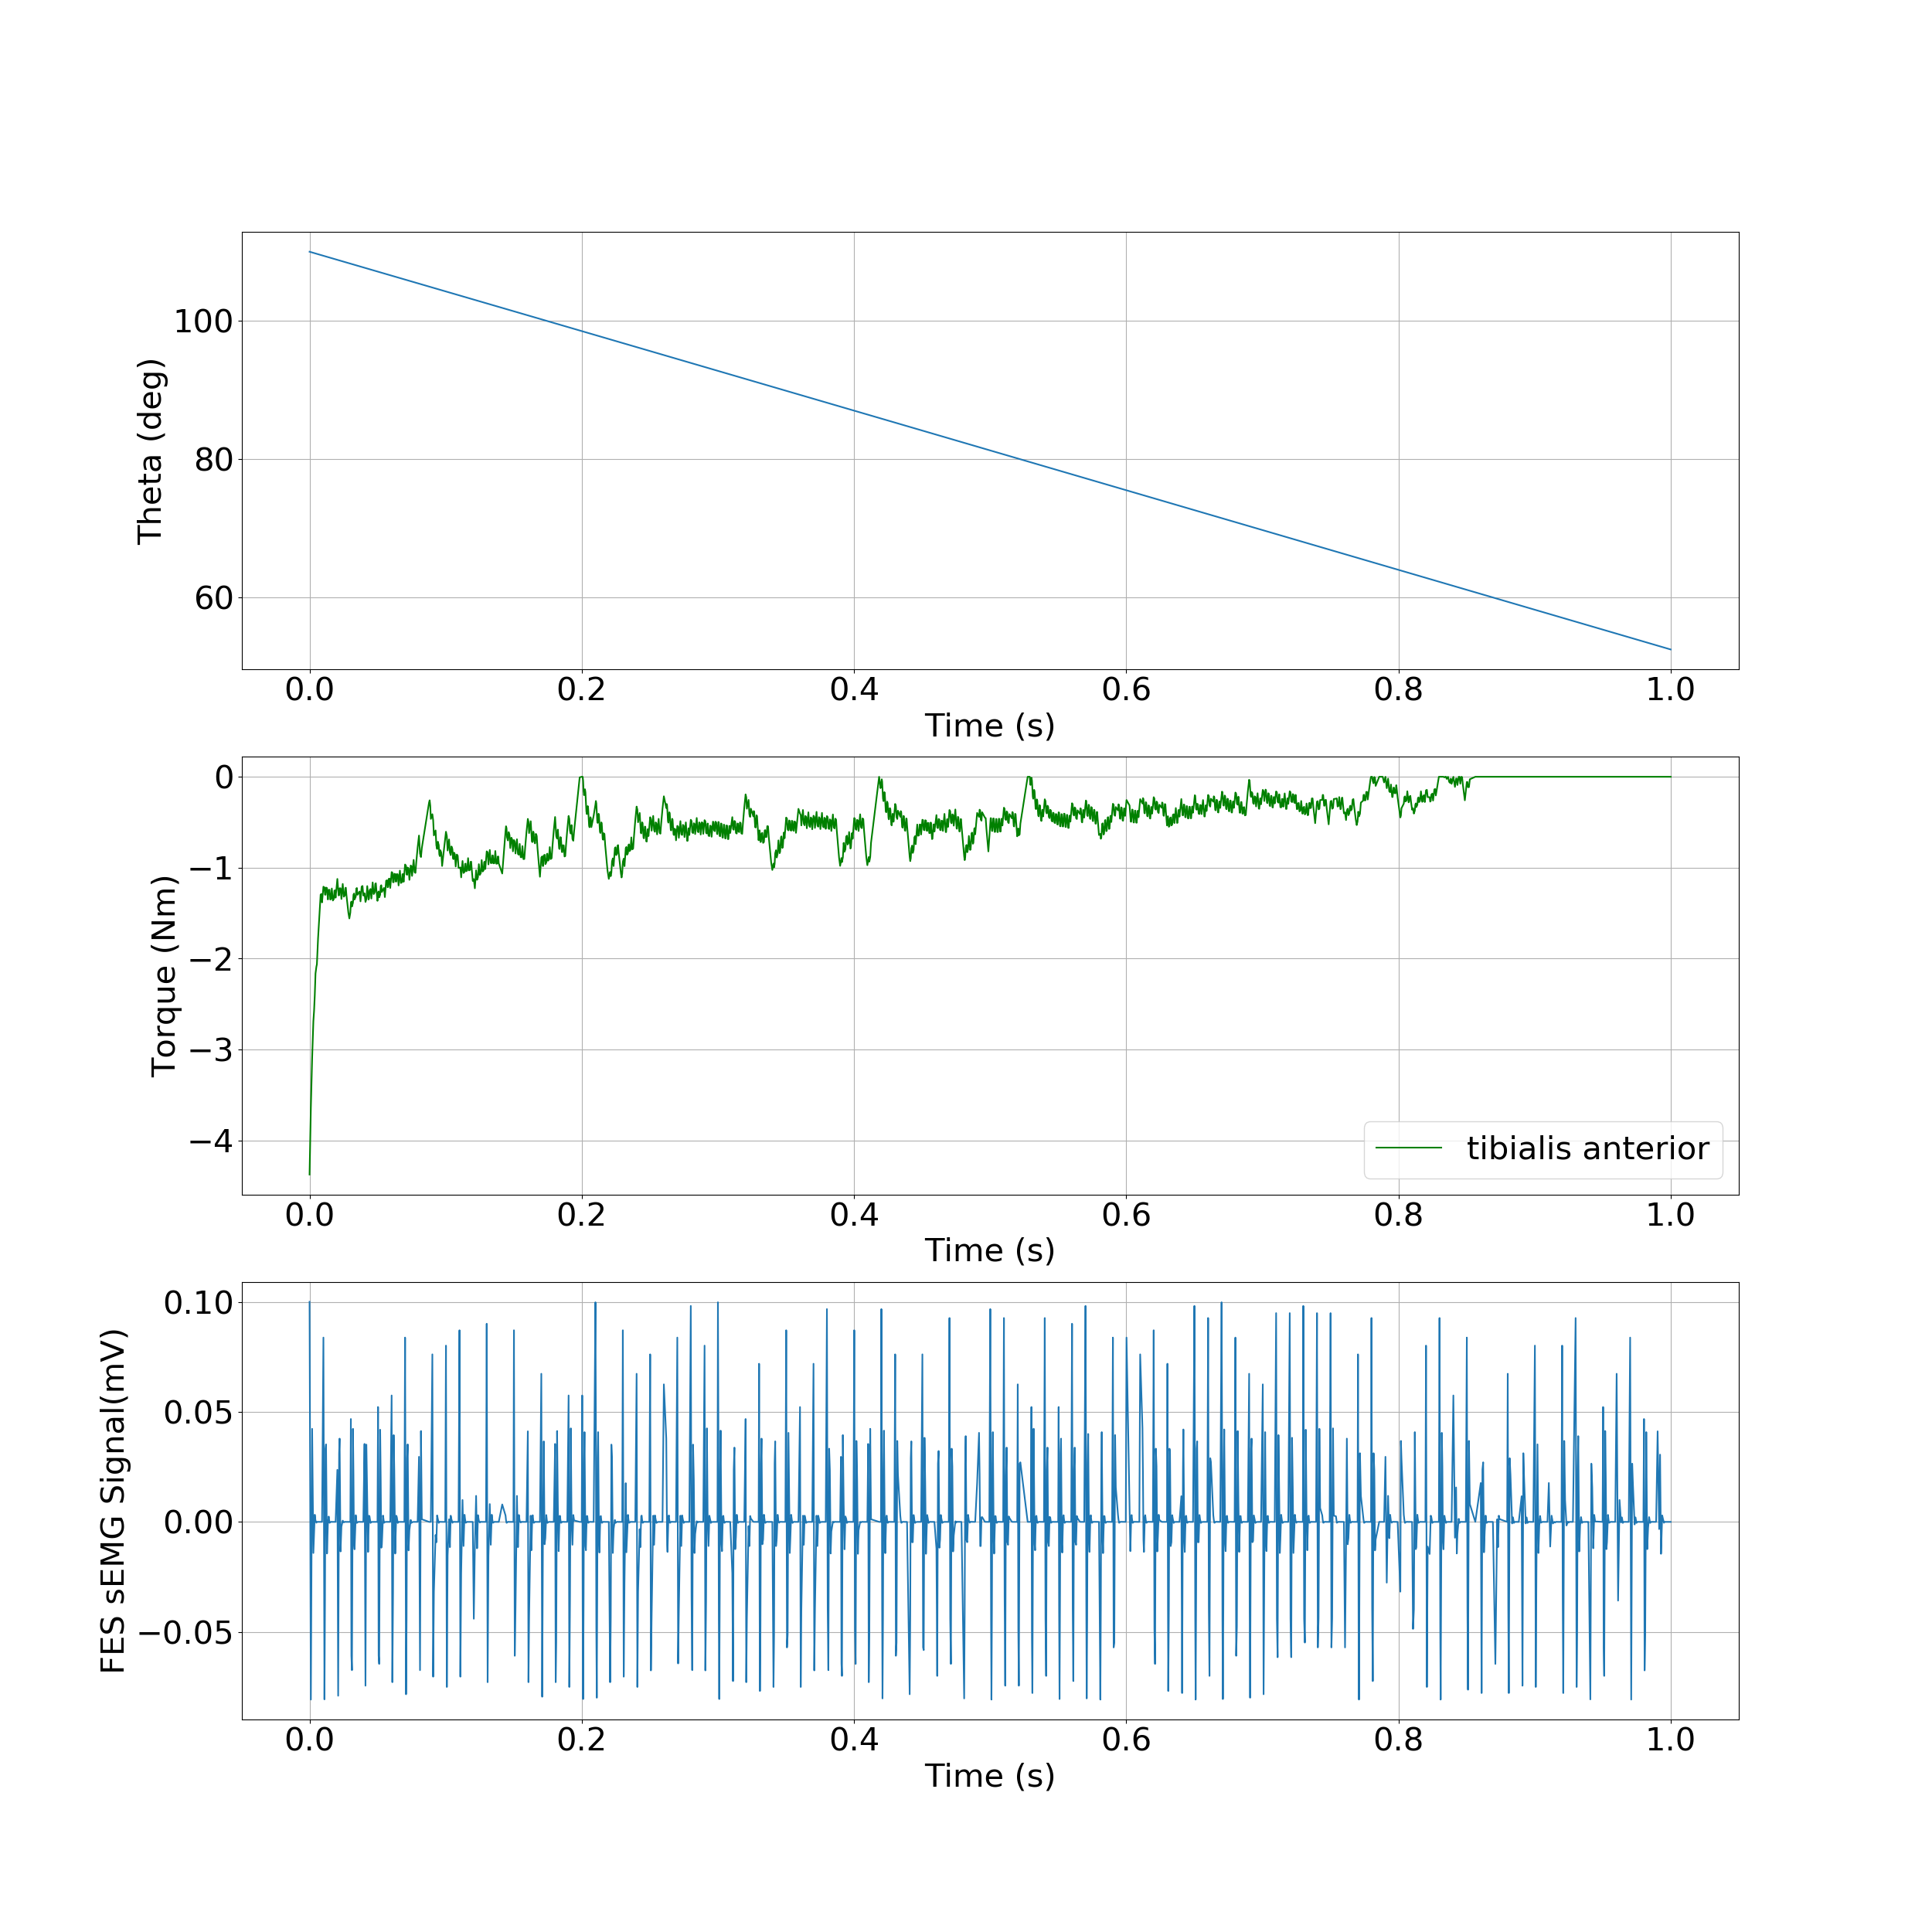 Theta (deg)
100
80
60
0.0 0.2 0.4 0.6 0.8 1.0
Time (s)
Torque (Nm)
0
−1
−2
−3
−4
tibialis anterior
0.0 0.2 0.4 0.6 0.8 1.0
Time (s)
FES sEMG Signal(mV)
0.10
0.05
0.00
−0.05
0.0 0.2 0.4 0.6 0.8 1.0
Time (s)